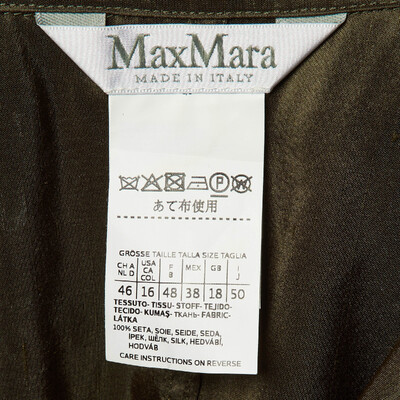 MaxMara
MADE IN ITALY
P W
あて布使用
GRÖSSE TAILLE TALLA SIZE TAGLIA
CH A USA F MEX GB I
NL D CA B J
COL
46 16 48 38 18 50
TESSUTO- TISSU- STOFF- TEJIDO-
TECIDO- KUMAŞ- ТКАНЬ- FABRIC-
LÁTKA
100% SETA, SOIE, SEIDE, SEDA,
İPEK, ШЁЛК, SILK, HEDVÁBÍ,
HODVÁB
CARE INSTRUCTIONS ON REVERSE